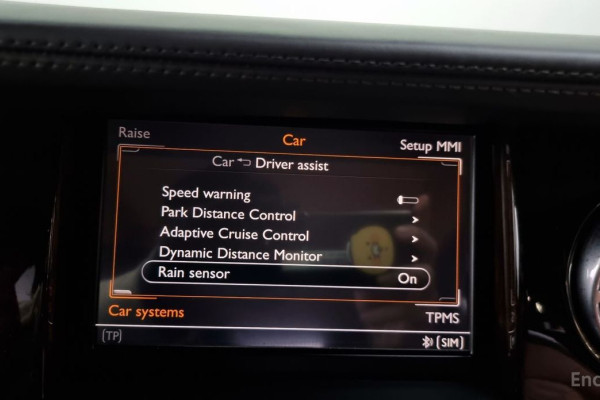 Raise
Car
Setup MMI
Car Driver assist
Speed warning
Park Distance Control
Adaptive Cruise Control
Dynamic Distance Monitor
Rain sensor On
Car systems
TPMS
(TP)
(SIM)
Enc